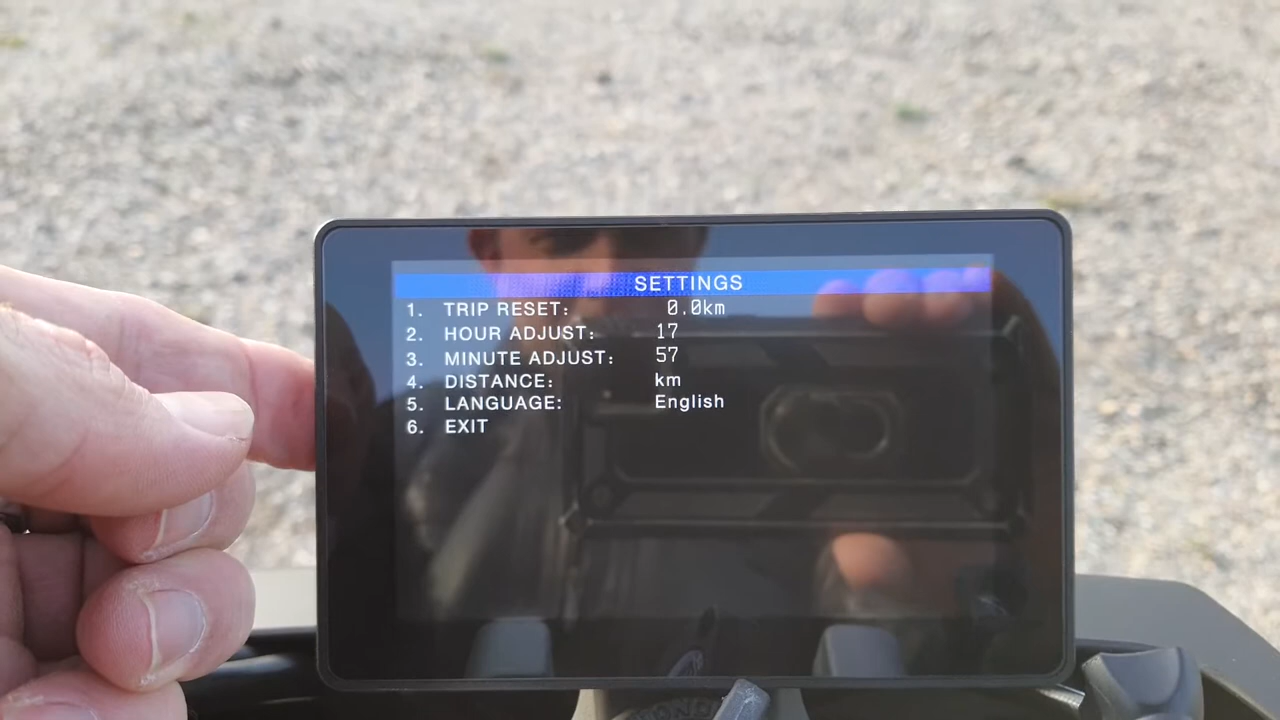 SETTINGS
1. TRIP RESET: 0.0km
2. HOUR ADJUST: 17
3. MINUTE ADJUST: 57
4. DISTANCE: km
5. LANGUAGE: English
6. EXIT